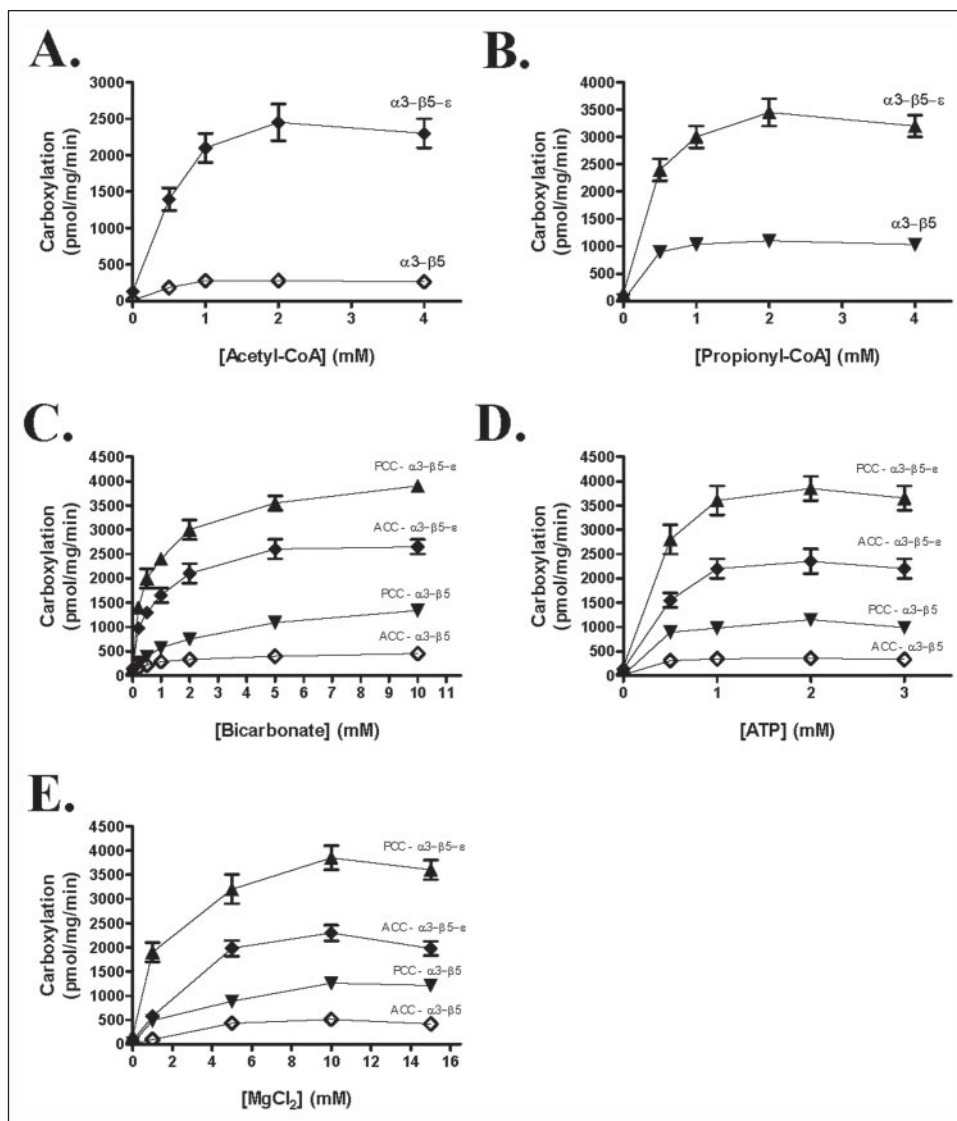 A.
3000
2500
2000
1500
1000
500
0
Carboxylation
(pmol/mg/min)
α3-β5-ε
α3-β5
0 1 2 3 4
[Acetyl-CoA] (mM)
B.
4000
3500
3000
2500
2000
1500
1000
500
0
Carboxylation
(pmol/mg/min)
α3-β5-ε
α3-β5
0 1 2 3 4
[Propionyl-CoA] (mM)
C.
4500
4000
3500
3000
2500
2000
1500
1000
500
0
Carboxylation
(pmol/mg/min)
PCC - α3-β5-ε
ACC - α3-β5-ε
PCC - α3-β5
ACC - α3-β5
0 1 2 3 4 5 6 7 8 9 10 11
[Bicarbonate] (mM)
D.
4500
4000
3500
3000
2500
2000
1500
1000
500
0
Carboxylation
(pmol/mg/min)
PCC - α3-β5-ε
ACC - α3-β5-ε
PCC - α3-β5
ACC - α3-β5
0 1 2 3
[ATP] (mM)
E.
4500
4000
3500
3000
2500
2000
1500
1000
500
0
Carboxylation
(pmol/mg/min)
PCC - α3-β5-ε
ACC - α3-β5-ε
PCC - α3-β5
ACC - α3-β5
0 2 4 6 8 10 12 14 16
[MgCl₂] (mM)